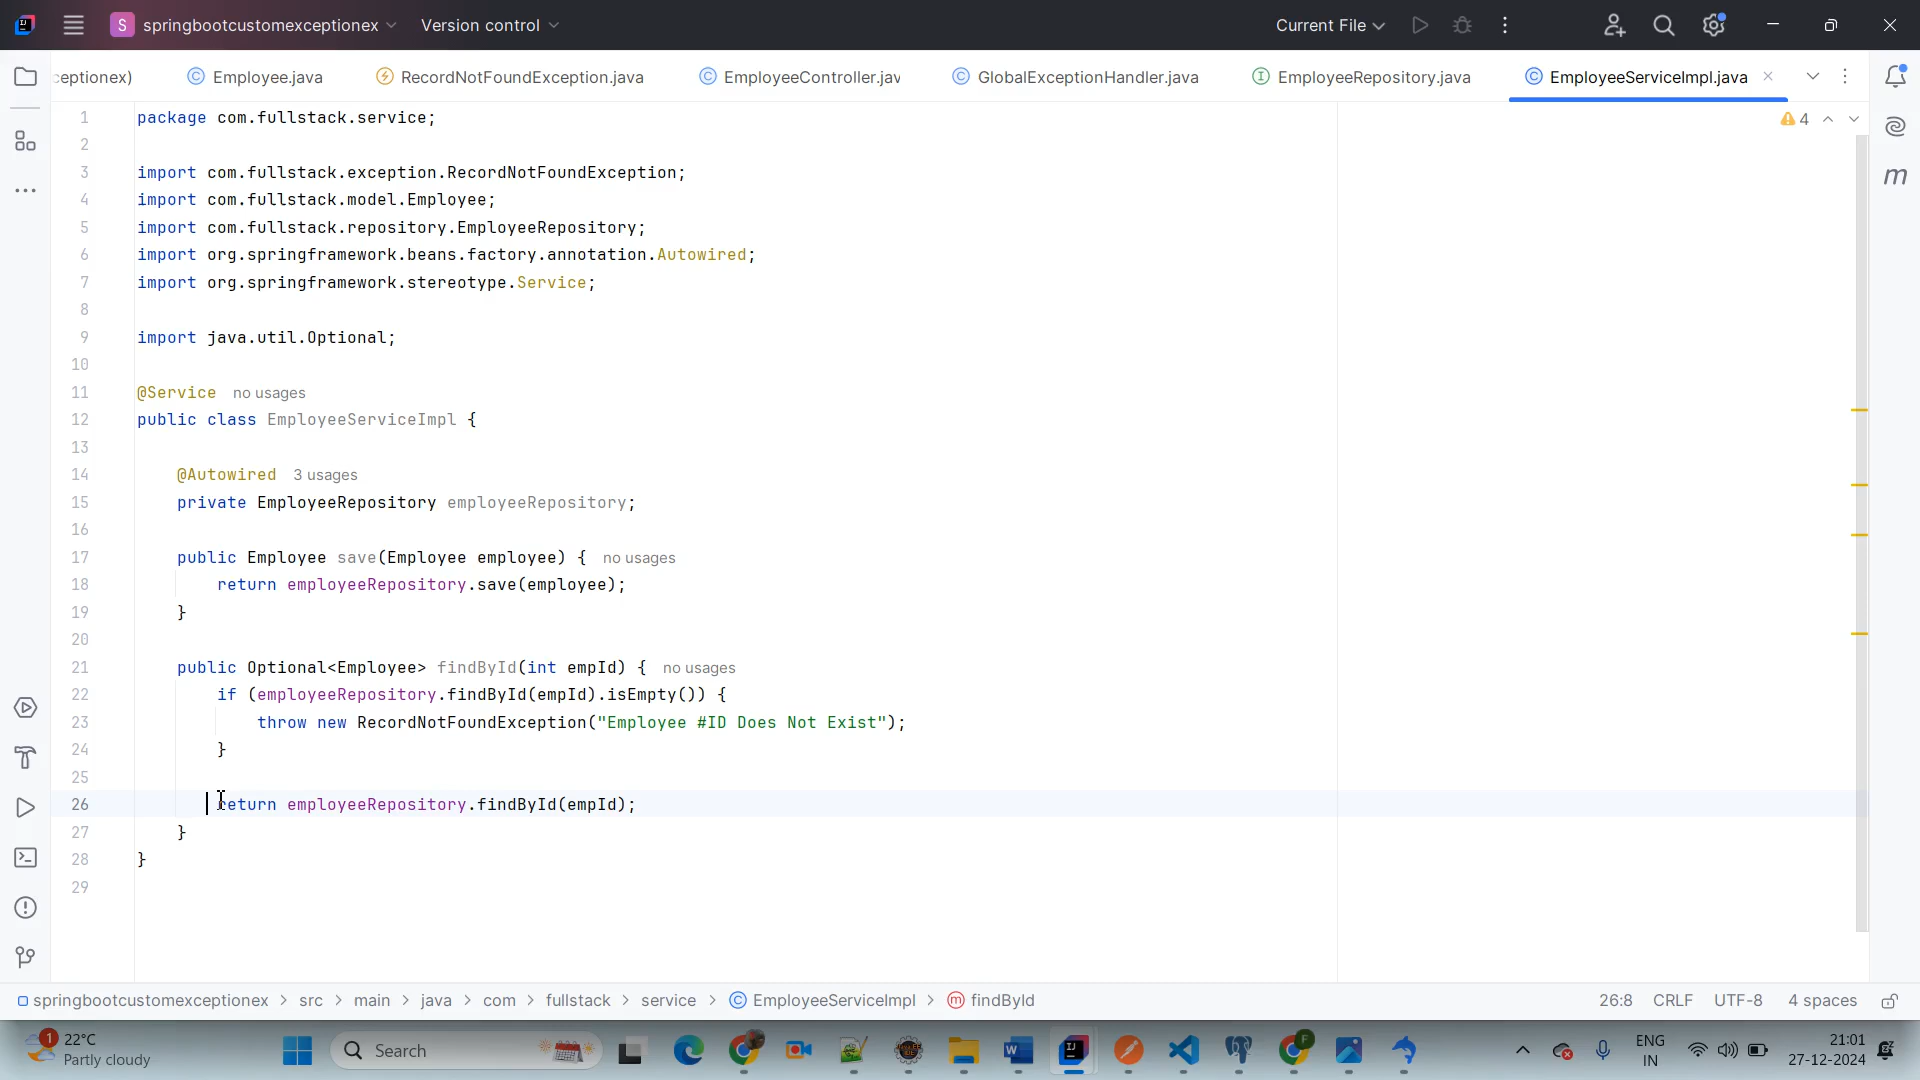 S springbootcustomexceptionex Version control Current File
ceptionex) Employee.java RecordNotFoundException.java EmployeeController.jav GlobalExceptionHandler.java EmployeeRepository.java EmployeeServiceImpl.java
1 package com.fullstack.service; 4
2
3 import com.fullstack.exception.RecordNotFoundException;
4 import com.fullstack.model.Employee;
5 import com.fullstack.repository.EmployeeRepository;
6 import org.springframework.beans.factory.annotation.Autowired;
7 import org.springframework.stereotype.Service;
8
9 import java.util.Optional;
10
11 @Service no usages
12 public class EmployeeServiceImpl {
13
14 @Autowired 3 usages
15 private EmployeeRepository employeeRepository;
16
17 public Employee save(Employee employee) { no usages
18 return employeeRepository.save(employee);
19 }
20
21 public Optional<Employee> findById(int empId) { no usages
22 if (employeeRepository.findById(empId).isEmpty()) {
23 throw new RecordNotFoundException("Employee #ID Does Not Exist");
24 }
25
26 return employeeRepository.findById(empId);
27 }
28 }
29
springbootcustomexceptionex > src > main > java > com > fullstack > service > EmployeeServiceImpl > findById 26:8 CRLF UTF-8 4 spaces
1 22°C Partly cloudy Search ENG IN 21:01 27-12-2024